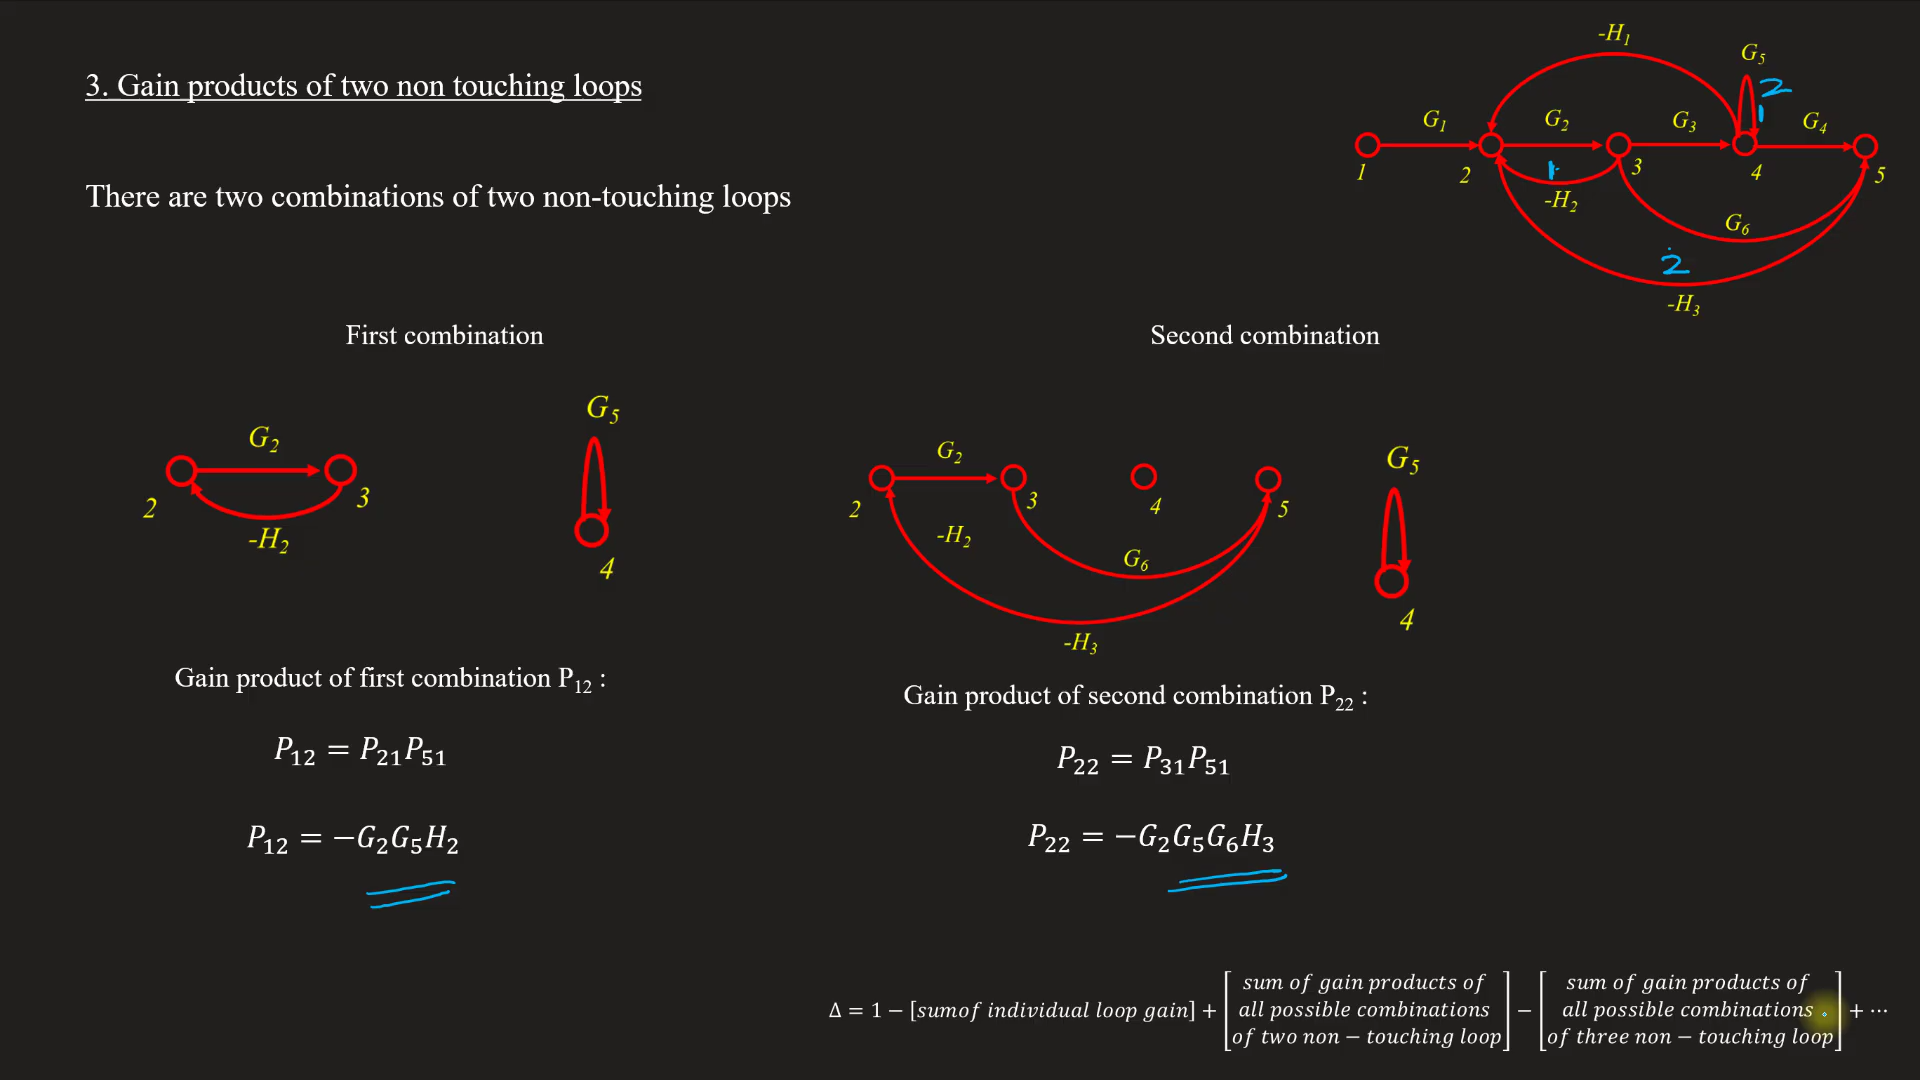 3. Gain products of two non touching loops
There are two combinations of two non-touching loops
-H₁
G₅
2
1
G₁ G₂ G₃ G₄
1 2 3 4 5
1
-H₂
G₆
2
-H₃
First combination
G₂
2 3
-H₂
G₅
4
Second combination
G₂
2 3 4 5
-H₂
G₆
-H₃
G₅
4
Gain product of first combination P₁₂ :
P₁₂ = P₂₁P₅₁
P₁₂ = −G₂G₅H₂
Gain product of second combination P₂₂ :
P₂₂ = P₃₁P₅₁
P₂₂ = −G₂G₅G₆H₃
Δ = 1 − [sumof individual loop gain] + [sum of gain products of
all possible combinations
of two non − touching loop] − [sum of gain products of
all possible combinations
of three non − touching loop] + ⋯